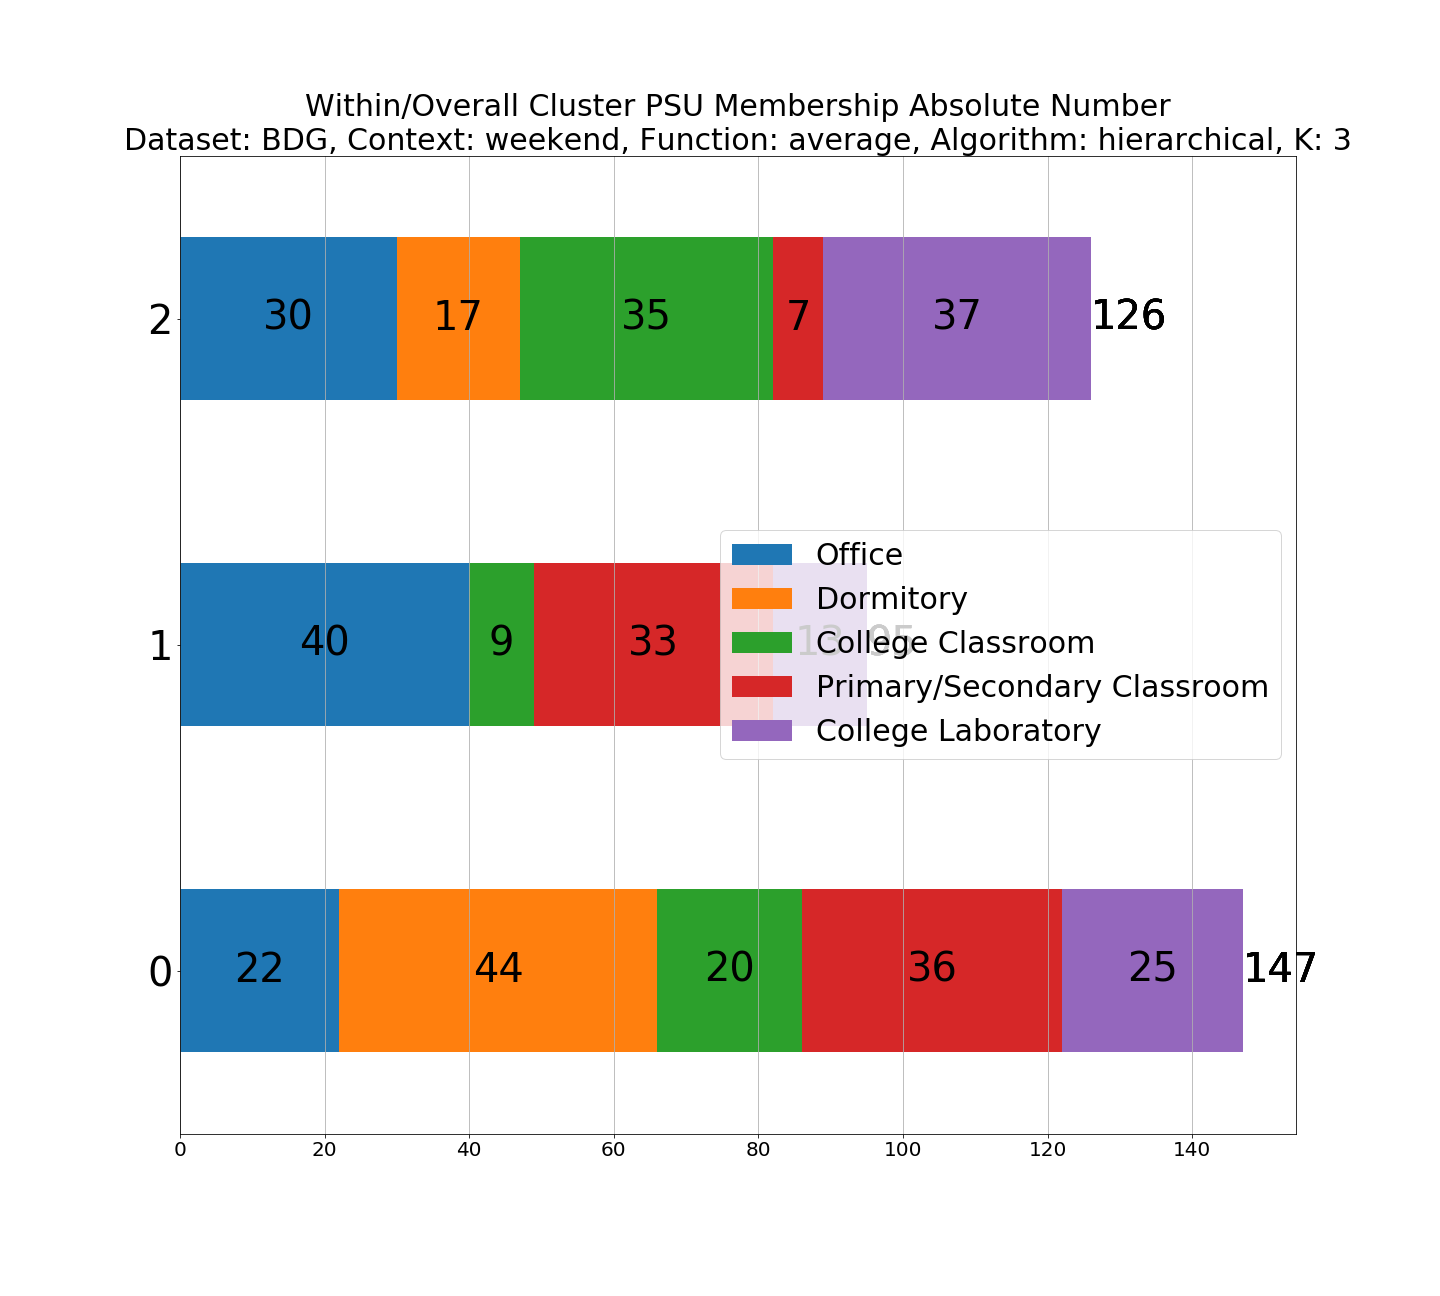 Within/Overall Cluster PSU Membership Absolute Number
Dataset: BDG, Context: weekend, Function: average, Algorithm: hierarchical, K: 3
2 30 17 35 7 37 126
Office
Dormitory
1 40 9 33 13 95
College Classroom
Primary/Secondary Classroom
College Laboratory
0 22 44 20 36 25 147
0 20 40 60 80 100 120 140